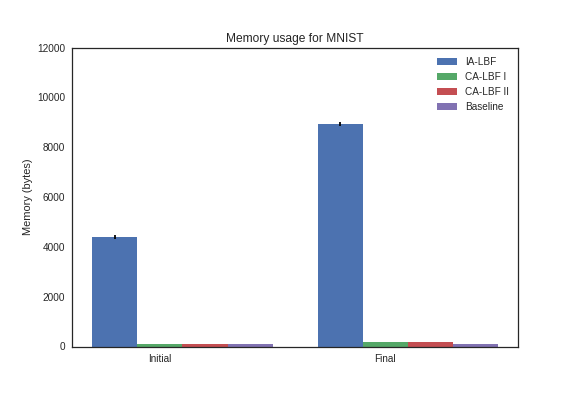 Memory usage for MNIST
12000
10000
8000
6000
4000
2000
0
Memory (bytes)
IA-LBF
CA-LBF I
CA-LBF II
Baseline
Initial
Final